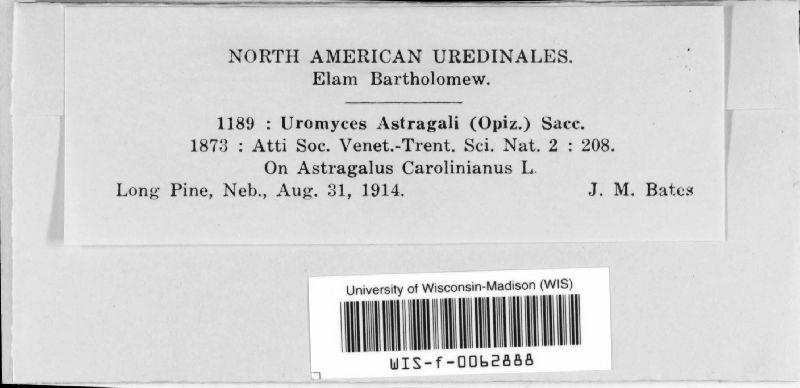 NORTH AMERICAN UREDINALES.
Elam Bartholomew.
1189 : Uromyces Astragali (Opiz.) Sacc.
1873 : Atti Soc. Venet.-Trent. Sci. Nat. 2 : 208.
On Astragalus Carolinianus L.
Long Pine, Neb., Aug. 31, 1914. J. M. Bates
University of Wisconsin-Madison (WIS)
WIS-f-0062888